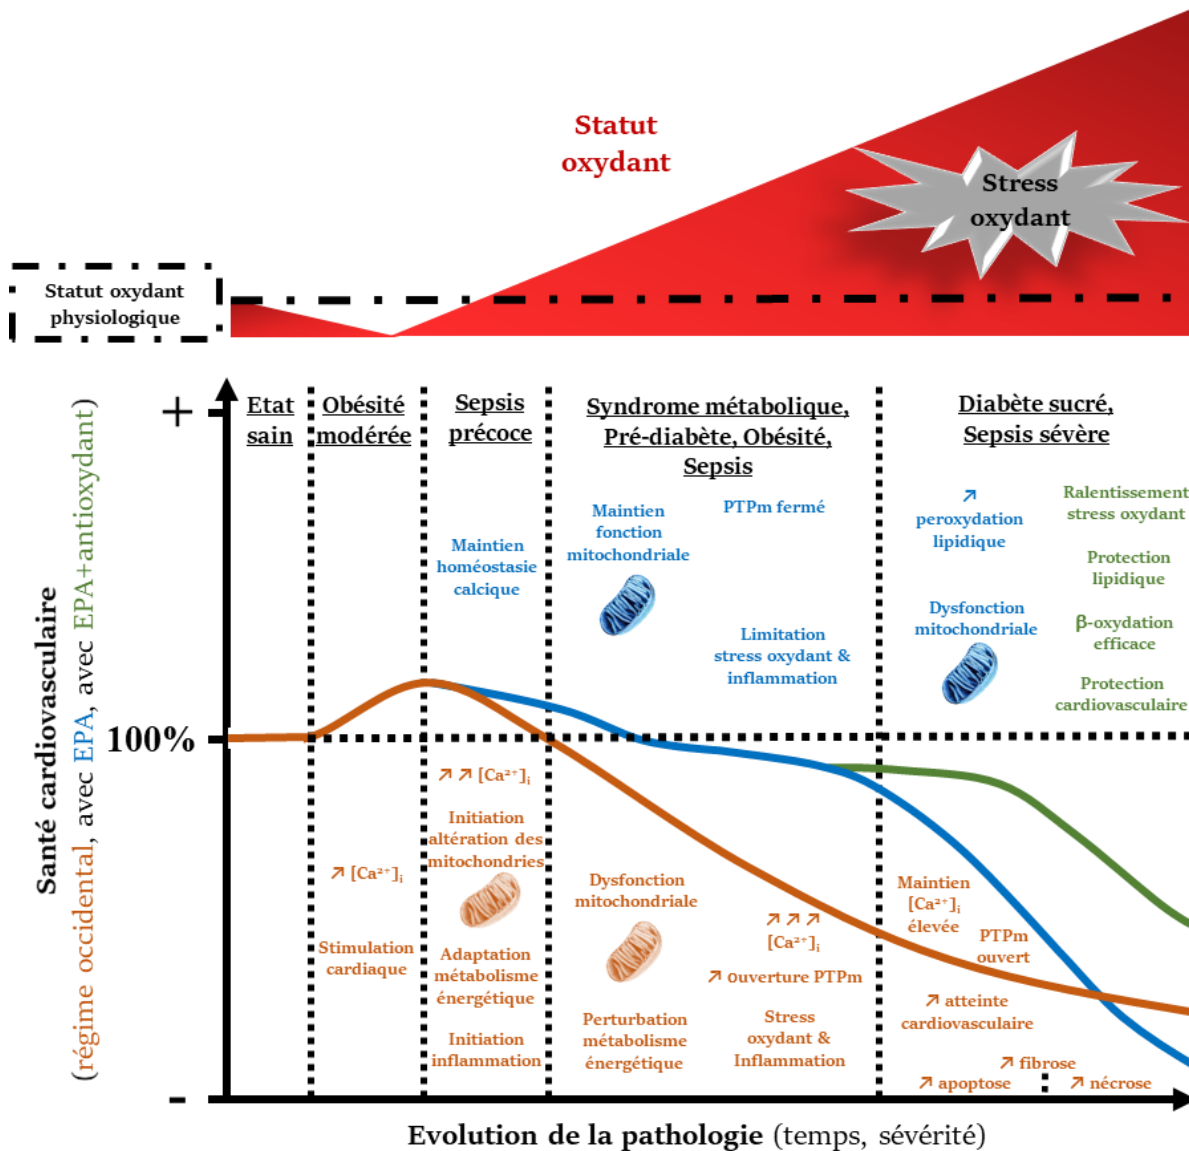 Statut
oxydant
Stress
oxydant
Statut oxydant
physiologique
Santé cardiovasculaire
(régime occidental, avec EPA, avec EPA+antioxydant)
+
100%
-
Etat
sain
Obésité
modérée
Sepsis
précoce
Syndrome métabolique,
Pré-diabète, Obésité,
Sepsis
Diabète sucré,
Sepsis sévère
Maintien
homéostasie
calcique
Maintien
fonction
mitochondriale
PTPm fermé
Limitation
stress oxydant &
inflammation
↗
peroxydation
lipidique
Dysfonction
mitochondriale
Ralentissement
stress oxydant
Protection
lipidique
β-oxydation
efficace
Protection
cardiovasculaire
↗ [Ca²⁺]ᵢ
Stimulation
cardiaque
↗ ↗ [Ca²⁺]ᵢ
Initiation
altération des
mitochondries
Adaptation
métabolisme
énergétique
Initiation
inflammation
Dysfonction
mitochondriale
Perturbation
métabolisme
énergétique
↗ ↗ ↗
[Ca²⁺]ᵢ
↗ ouverture PTPm
Stress
oxydant &
Inflammation
Maintien
[Ca²⁺]ᵢ
élevée
PTPm
ouvert
↗ atteinte
cardiovasculaire
↗ fibrose
↗ apoptose
↗ nécrose
Evolution de la pathologie (temps, sévérité)